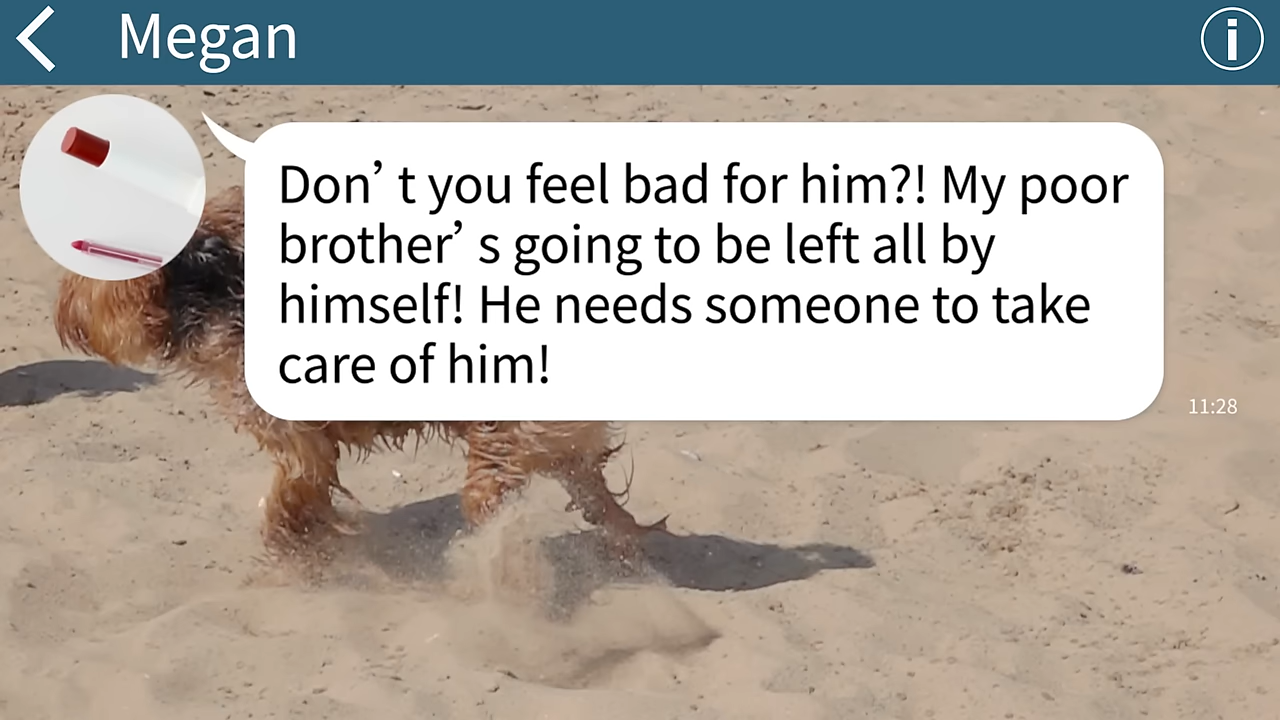 Megan
Don’t you feel bad for him?! My poor
brother’s going to be left all by
himself! He needs someone to take
care of him!
11:28